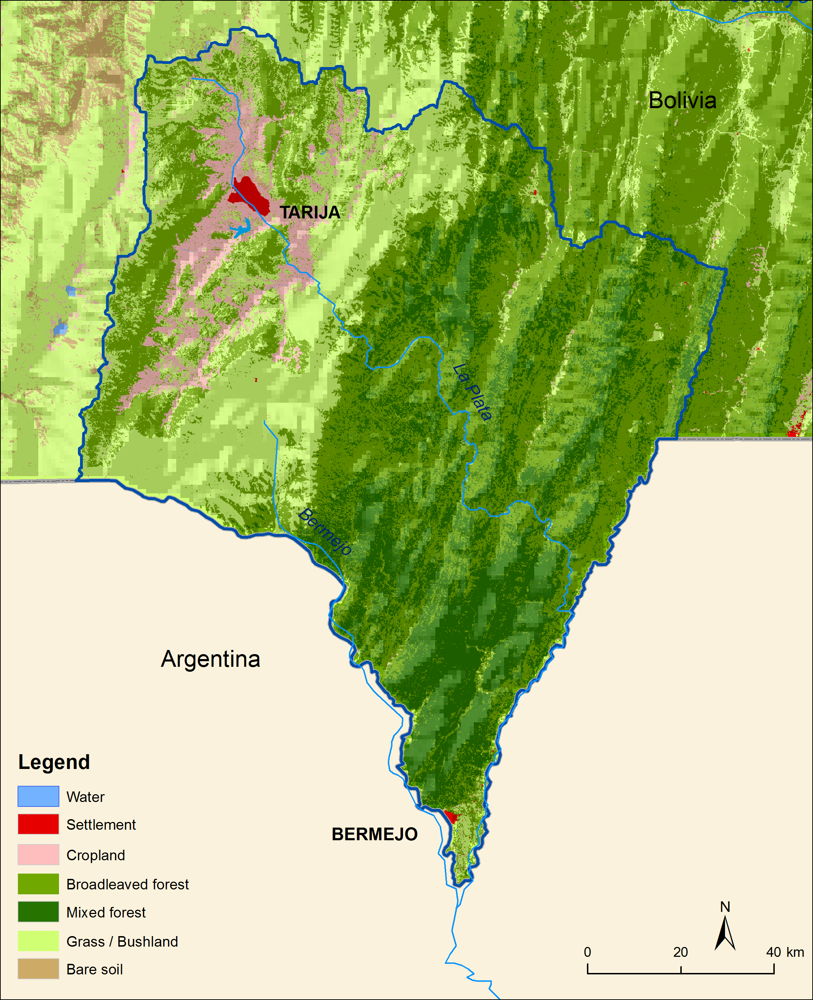 Bolivia
TARIJA
La Plata
Bermejo
Argentina
BERMEJO
Legend
Water
Settlement
Cropland
Broadleaved forest
Mixed forest
Grass / Bushland
Bare soil
N
0 20 40 km